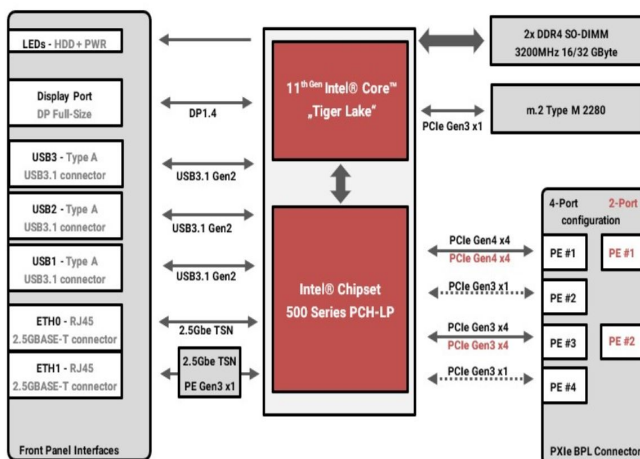 LEDs - HDD + PWR
Display Port
DP Full-Size
USB3 - Type A
USB3.1 connector
USB2 - Type A
USB3.1 connector
USB1 - Type A
USB3.1 connector
ETH0 - RJ45
2.5GBASE-T connector
ETH1 - RJ45
2.5GBASE-T connector
Front Panel Interfaces
DP1.4
USB3.1 Gen2
USB3.1 Gen2
USB3.1 Gen2
2.5Gbe TSN
2.5Gbe TSN
PE Gen3 x1
11th Gen Intel® Core™
„Tiger Lake“
Intel® Chipset
500 Series PCH-LP
2x DDR4 SO-DIMM
3200MHz 16/32 GByte
PCIe Gen3 x1
m.2 Type M 2280
4-Port 2-Port
configuration
PCIe Gen4 x4
PCIe Gen4 x4
PE #1 PE #1
PCIe Gen3 x1
PE #2
PCIe Gen3 x4
PCIe Gen3 x4
PE #3 PE #2
PCIe Gen3 x1
PE #4
PXIe BPL Connector